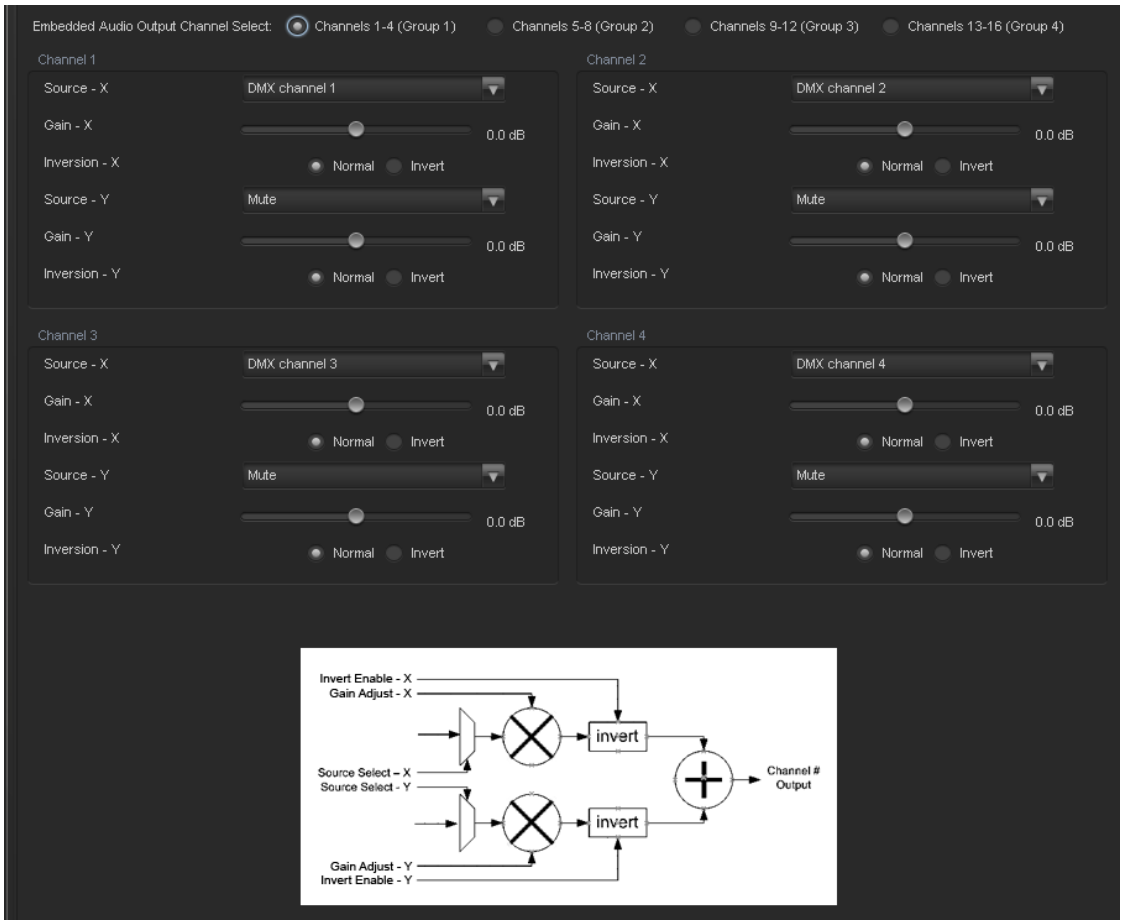 Embedded Audio Output Channel Select: Channels 1-4 (Group 1) Channels 5-8 (Group 2) Channels 9-12 (Group 3) Channels 13-16 (Group 4)
Channel 1
Source - X DMX channel 1
Gain - X 0.0 dB
Inversion - X Normal Invert
Source - Y Mute
Gain - Y 0.0 dB
Inversion - Y Normal Invert
Channel 2
Source - X DMX channel 2
Gain - X 0.0 dB
Inversion - X Normal Invert
Source - Y Mute
Gain - Y 0.0 dB
Inversion - Y Normal Invert
Channel 3
Source - X DMX channel 3
Gain - X 0.0 dB
Inversion - X Normal Invert
Source - Y Mute
Gain - Y 0.0 dB
Inversion - Y Normal Invert
Channel 4
Source - X DMX channel 4
Gain - X 0.0 dB
Inversion - X Normal Invert
Source - Y Mute
Gain - Y 0.0 dB
Inversion - Y Normal Invert
Invert Enable - X
Gain Adjust - X
invert
Source Select – X
Source Select - Y
Channel #
Output
invert
Gain Adjust - Y
Invert Enable - Y